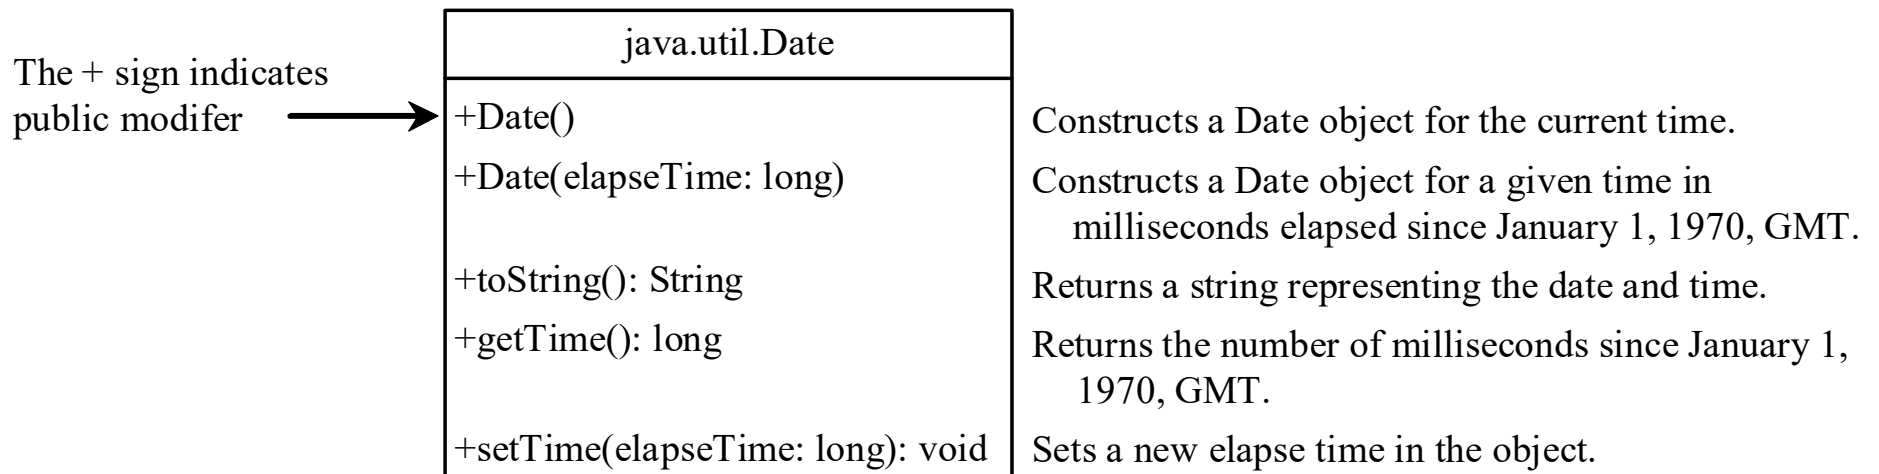 java.util.Date
The + sign indicates
public modifer
+Date()
Constructs a Date object for the current time.
+Date(elapseTime: long)
Constructs a Date object for a given time in
milliseconds elapsed since January 1, 1970, GMT.
+toString(): String
Returns a string representing the date and time.
+getTime(): long
Returns the number of milliseconds since January 1,
1970, GMT.
+setTime(elapseTime: long): void
Sets a new elapse time in the object.